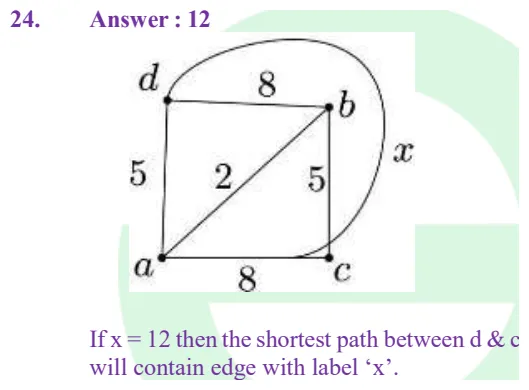 24. Answer : 12
d
8
b
x
5
2
5
a
c
8
If x = 12 then the shortest path between d & c
will contain edge with label ‘x’.